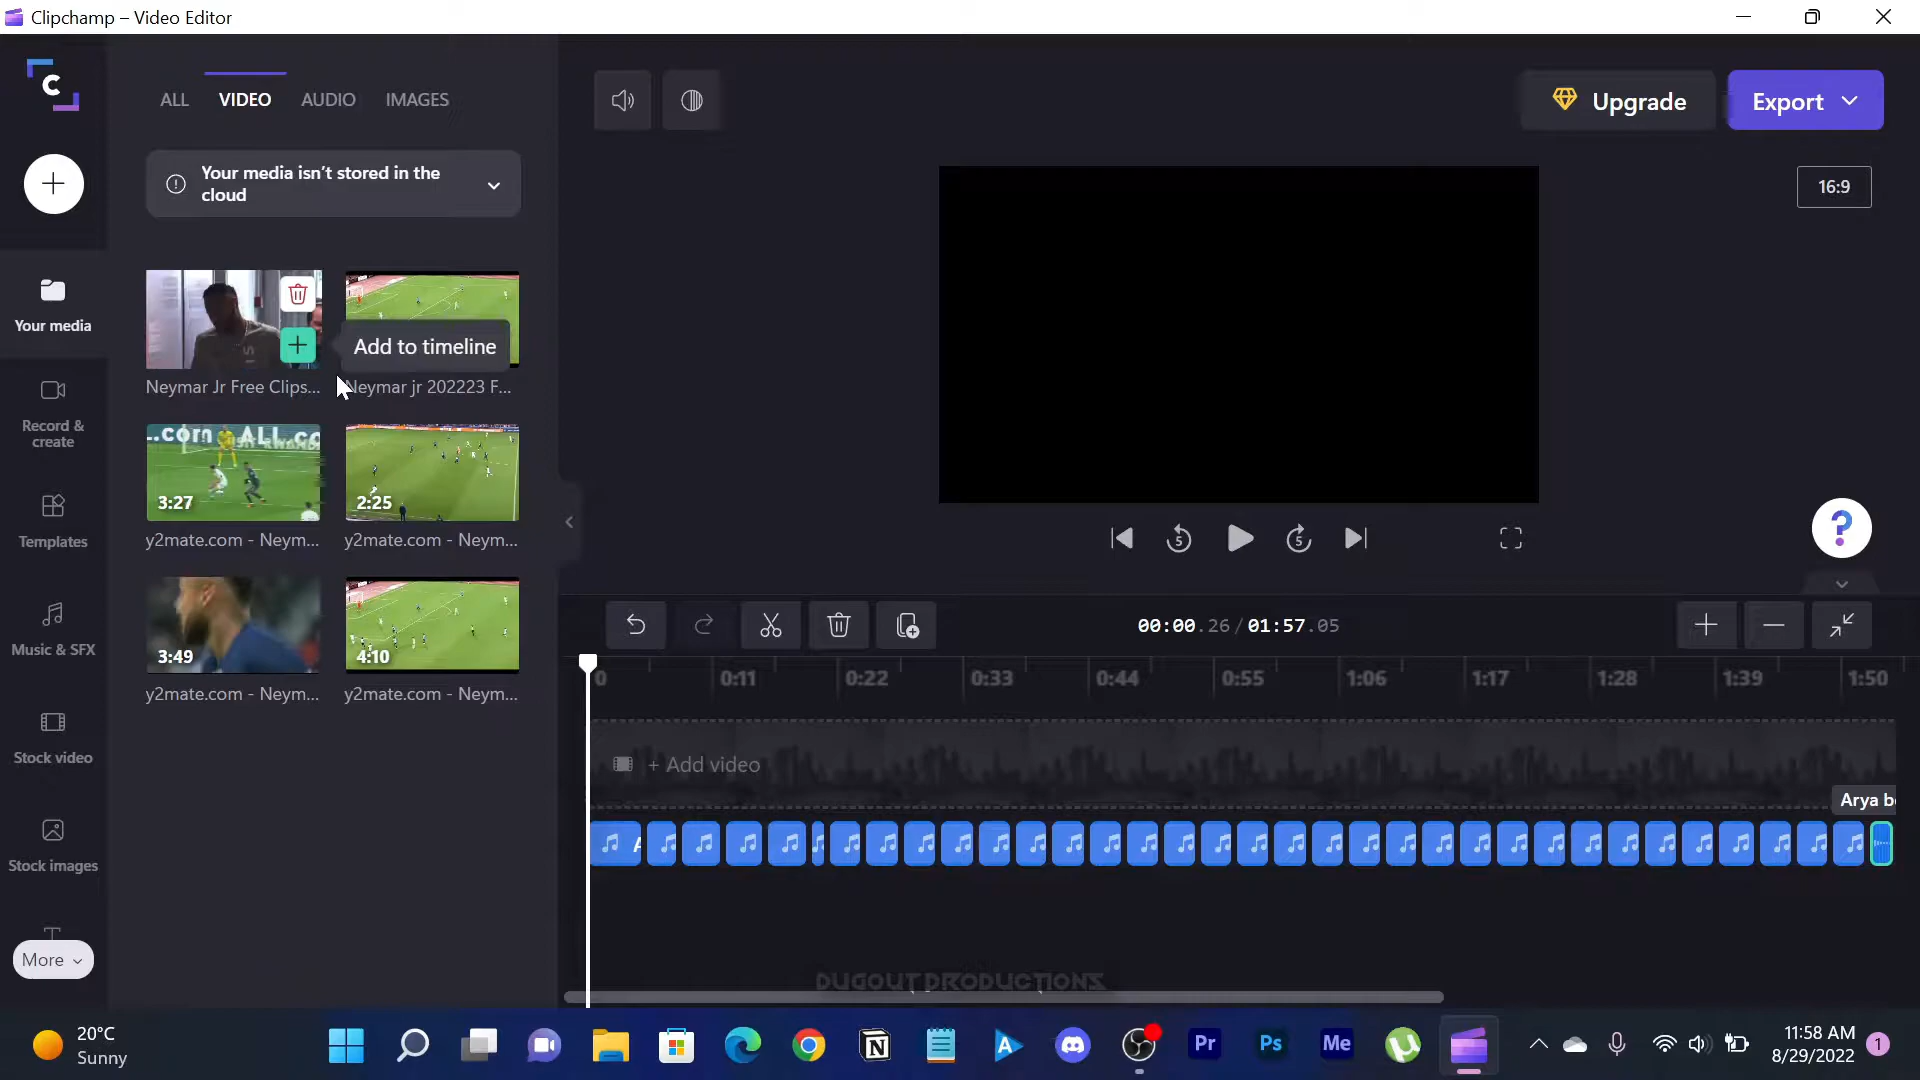 Clipchamp – Video Editor
ALL VIDEO AUDIO IMAGES
Upgrade
Export
Your media isn't stored in the
cloud
16:9
Your media
Add to timeline
Neymar Jr Free Clips...
Neymar jr 202223 F...
Record &
create
3:27
2:25
y2mate.com - Neym...
y2mate.com - Neym...
5
5
?
Templates
00:00.26/01:57.05
Music & SFX
3:49
4:10
y2mate.com - Neym...
y2mate.com - Neym...
0 0:11 0:22 0:33 0:44 0:55 1:06 1:17 1:28 1:39 1:50
Stock video
+ Add video
Arya b
Stock images
More
DUGOUT PRODUCTIONS
20°C
Sunny
Pr
Ps
Me
11:58 AM
8/29/2022
1